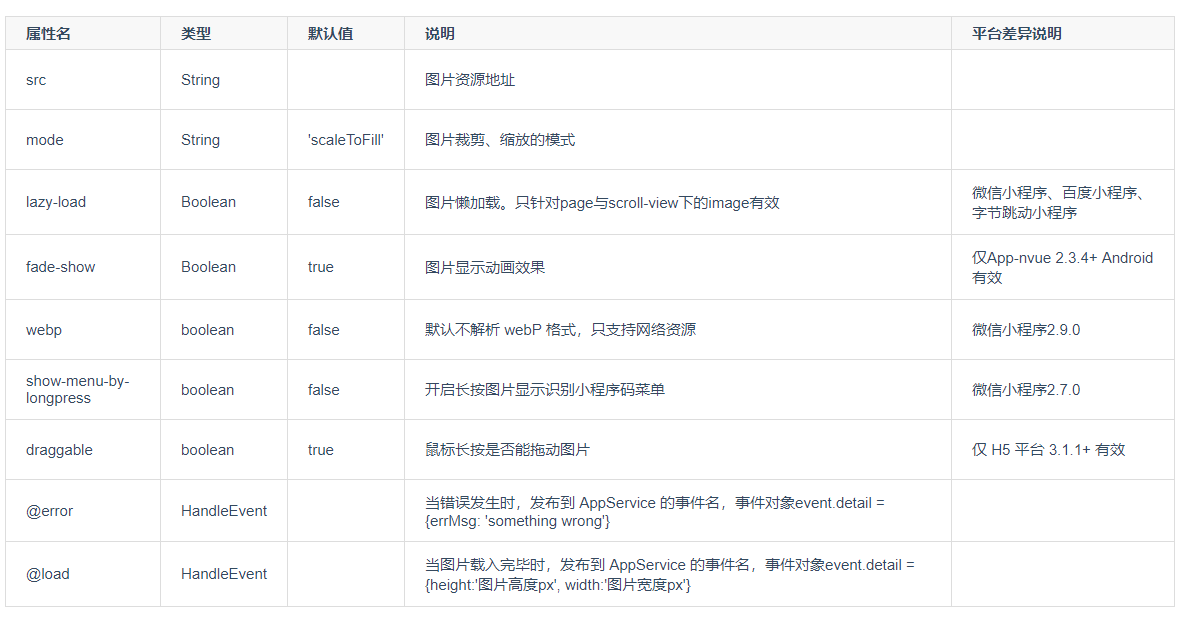 属性名 类型 默认值 说明 平台差异说明
src String 图片资源地址
mode String 'scaleToFill' 图片裁剪、缩放的模式
lazy-load Boolean false 图片懒加载。只针对page与scroll-view下的image有效 微信小程序、百度小程序、
字节跳动小程序
fade-show Boolean true 图片显示动画效果 仅App-nvue 2.3.4+ Android
有效
webp boolean false 默认不解析 webP 格式，只支持网络资源 微信小程序2.9.0
show-menu-by-
longpress boolean false 开启长按图片显示识别小程序码菜单 微信小程序2.7.0
draggable boolean true 鼠标长按是否能拖动图片 仅 H5 平台 3.1.1+ 有效
@error HandleEvent 当错误发生时，发布到 AppService 的事件名，事件对象event.detail =
{errMsg: 'something wrong'}
@load HandleEvent 当图片载入完毕时，发布到 AppService 的事件名，事件对象event.detail =
{height:'图片高度px', width:'图片宽度px'}